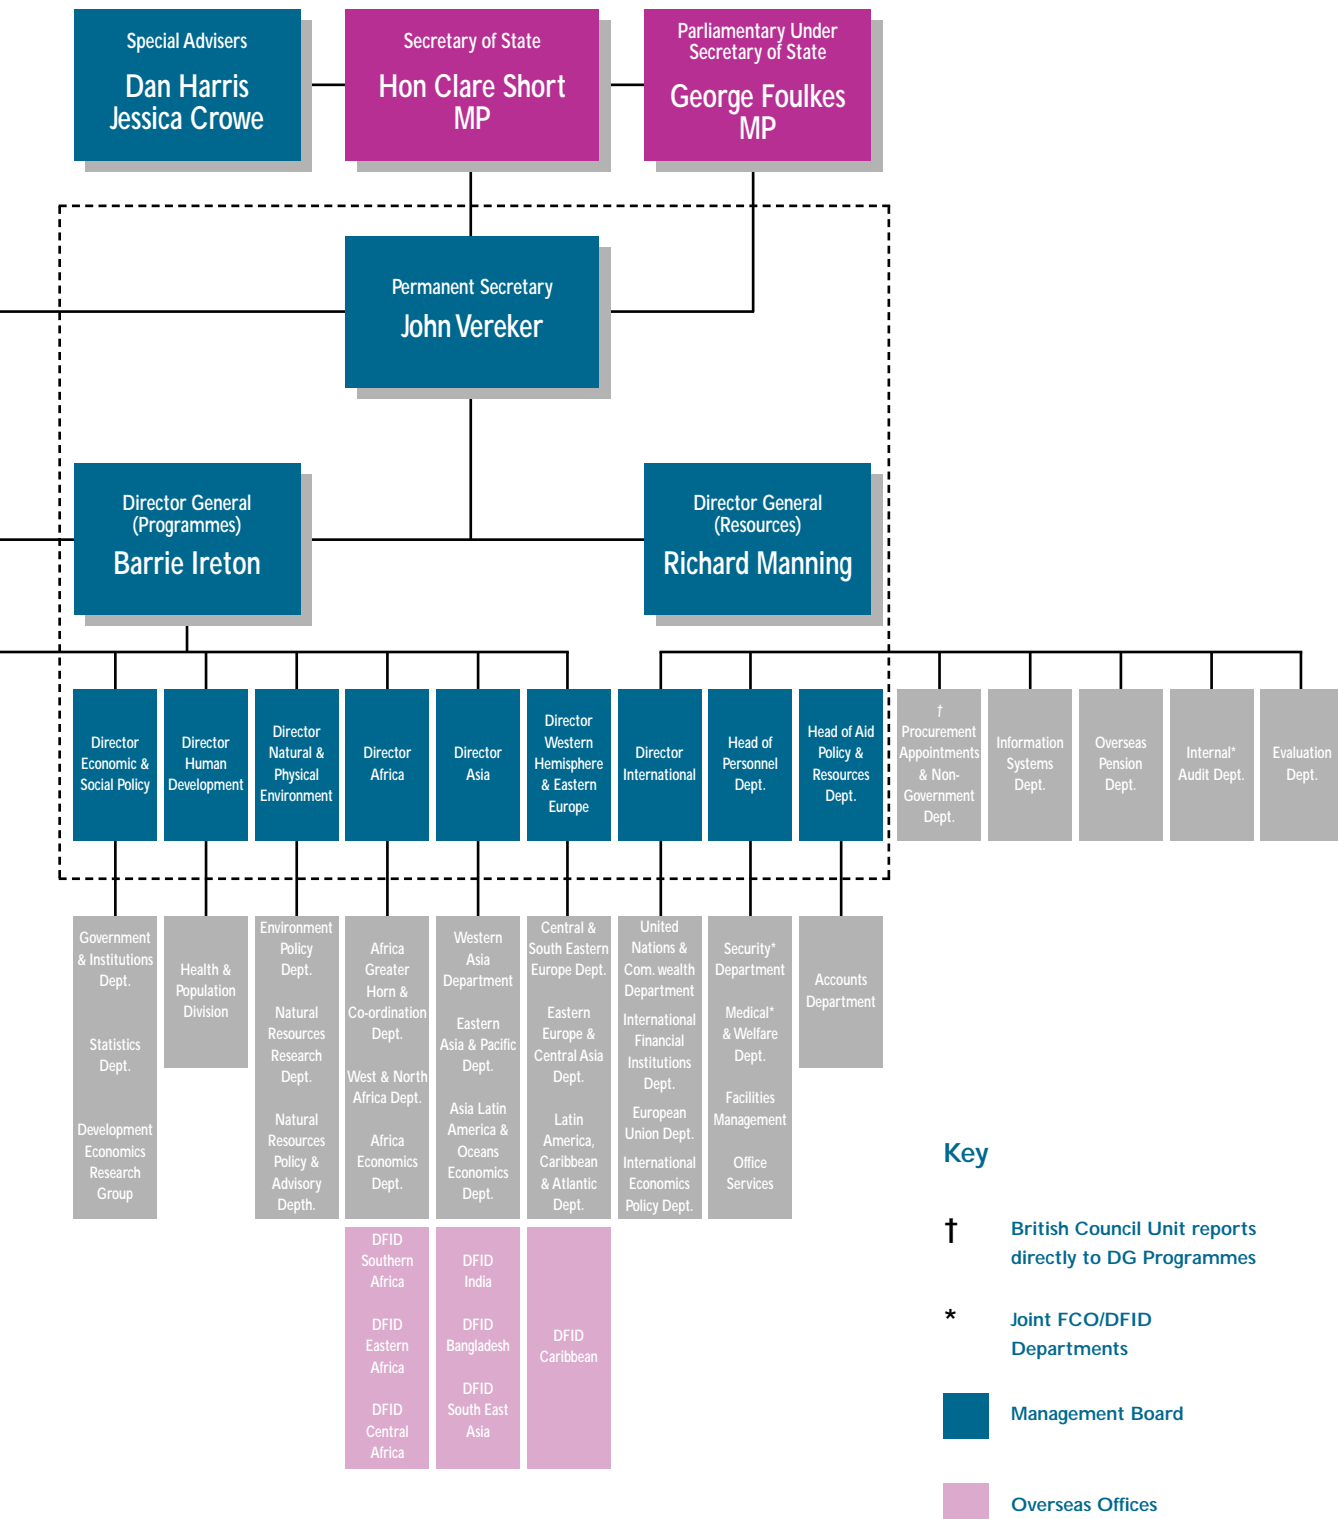 Special Advisers
Dan Harris
Jessica Crowe
Secretary of State
Hon Clare Short
MP
Parliamentary Under
Secretary of State
George Foulkes
MP
Permanent Secretary
John Vereker
Director General
(Programmes)
Barrie Ireton
Director General
(Resources)
Richard Manning
Director
Economic &
Social Policy
Director
Human
Development
Director
Natural &
Physical
Environment
Director
Africa
Director
Asia
Director
Western
Hemisphere
& Eastern
Europe
Director
International
Head of
Personnel
Dept.
Head of Aid
Policy &
Resources
Dept.
†
Procurement
Appointments
& Non-
Government
Dept.
Information
Systems
Dept.
Overseas
Pension
Dept.
Internal*
Audit Dept.
Evaluation
Dept.
Government
& Institutions
Dept.
Statistics
Dept.
Development
Economics
Research
Group
Health &
Population
Division
Environment
Policy
Dept.
Natural
Resources
Research
Dept.
Natural
Resources
Policy &
Advisory
Depth.
Africa
Greater
Horn &
Co-ordination
Dept.
West & North
Africa Dept.
Africa
Economics
Dept.
Western
Asia
Department
Eastern
Asia & Pacific
Dept.
Asia Latin
America &
Oceans
Economics
Dept.
Central &
South Eastern
Europe Dept.
Eastern
Europe &
Central Asia
Dept.
Latin
America,
Caribbean
& Atlantic
Dept.
United
Nations &
Com. wealth
Department
International
Financial
Institutions
Dept.
European
Union Dept.
International
Economics
Policy Dept.
Security*
Department
Medical*
& Welfare
Dept.
Facilities
Management
Office
Services
Accounts
Department
DFID
Southern
Africa
DFID
Eastern
Africa
DFID
Central
Africa
DFID
India
DFID
Bangladesh
DFID
South East
Asia
DFID
Caribbean
Key
† British Council Unit reports
directly to DG Programmes
* Joint FCO/DFID
Departments
Management Board
Overseas Offices